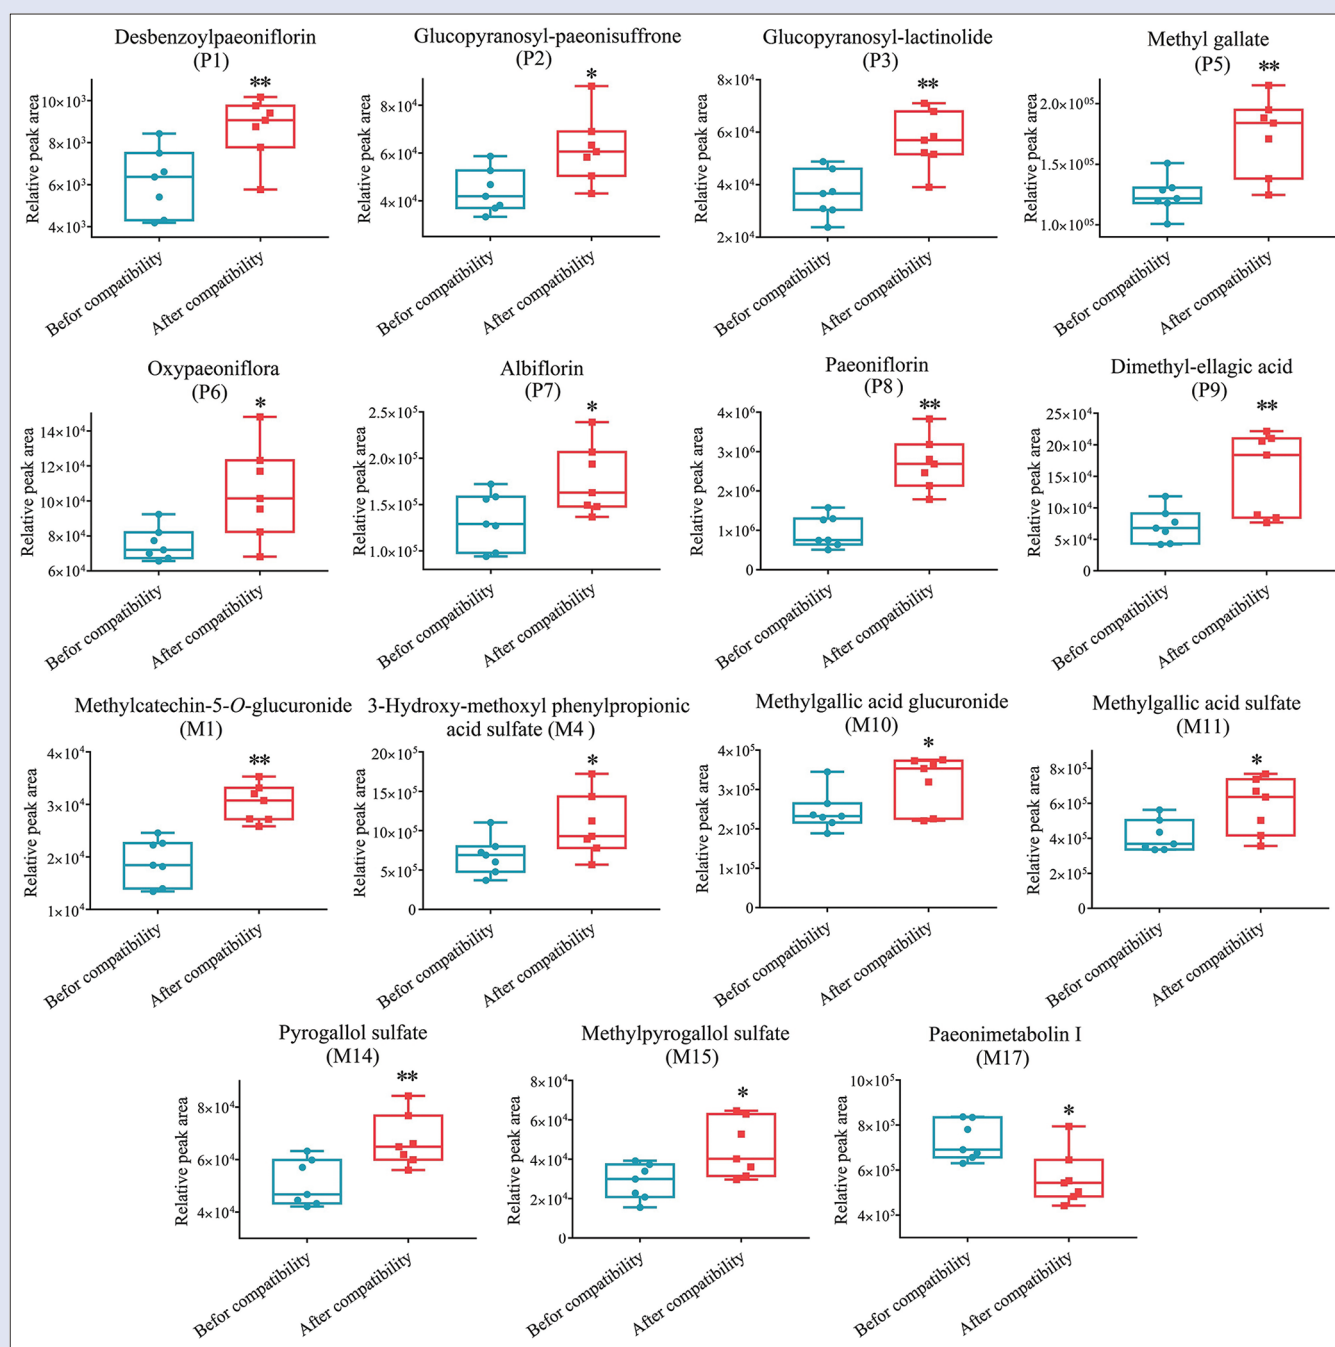 Desbenzoylpaeoniflorin
(P1)
**
Relative peak area
10×10³
8×10³
6×10³
4×10³
Befor compatibility
After compatibility
Glucopyranosyl-paeonisuffrone
(P2)
*
Relative peak area
8×10⁴
6×10⁴
4×10⁴
Befor compatibility
After compatibility
Glucopyranosyl-lactinolide
(P3)
**
Relative peak area
8×10⁴
6×10⁴
4×10⁴
2×10⁴
Befor compatibility
After compatibility
Methyl gallate
(P5)
**
Relative peak area
2.0×10⁰⁵
1.5×10⁰⁵
1.0×10⁰⁵
Befor compatibility
After compatibility
Oxypaeoniflora
(P6)
*
Relative peak area
14×10⁴
12×10⁴
10×10⁴
8×10⁴
6×10⁴
Befor compatibility
After compatibility
Albiflorin
(P7)
*
Relative peak area
2.5×10⁵
2.0×10⁵
1.5×10⁵
1.0×10⁵
Befor compatibility
After compatibility
Paeoniflorin
(P8 )
**
Relative peak area
4×10⁶
3×10⁶
2×10⁶
1×10⁶
0
Befor compatibility
After compatibility
Dimethyl-ellagic acid
(P9)
**
Relative peak area
25×10⁴
20×10⁴
15×10⁴
10×10⁴
5×10⁴
0
Befor compatibility
After compatibility
Methylcatechin-5-O-glucuronide
(M1)
**
Relative peak area
4×10⁴
3×10⁴
2×10⁴
1×10⁴
Befor compatibility
After compatibility
3-Hydroxy-methoxyl phenylpropionic
acid sulfate (M4 )
*
Relative peak area
20×10⁵
15×10⁵
10×10⁵
5×10⁵
0
Befor compatibility
After compatibility
Methylgallic acid glucuronide
(M10)
*
Relative peak area
4×10⁵
3×10⁵
2×10⁵
1×10⁵
0
Befor compatibility
After compatibility
Methylgallic acid sulfate
(M11)
*
Relative peak area
8×10⁵
6×10⁵
4×10⁵
2×10⁵
0
Befor compatibility
After compatibility
Pyrogallol sulfate
(M14)
**
Relative peak area
8×10⁴
6×10⁴
4×10⁴
Befor compatibility
After compatibility
Methylpyrogallol sulfate
(M15)
*
Relative peak area
8×10⁴
6×10⁴
4×10⁴
2×10⁴
0
Befor compatibility
After compatibility
Paeonimetabolin I
(M17)
*
Relative peak area
10×10⁵
8×10⁵
6×10⁵
4×10⁵
Befor compatibility
After compatibility